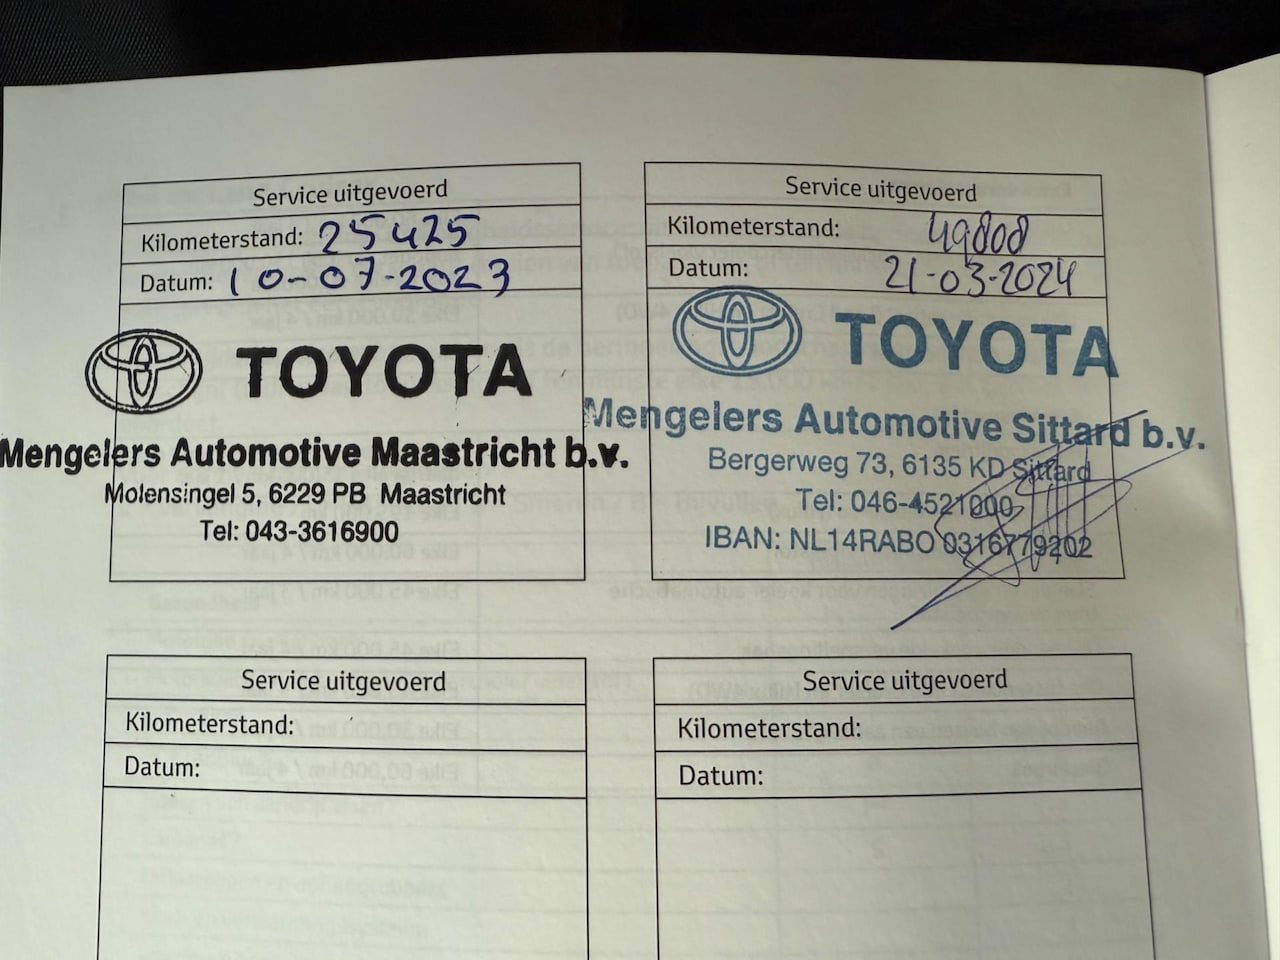 Service uitgevoerd
Kilometerstand: 25425
Datum: 10-07-2023
TOYOTA
Mengelers Automotive Maastricht b.v.
Molensingel 5, 6229 PB Maastricht
Tel: 043-3616900
Service uitgevoerd
Kilometerstand: 49808
Datum: 21-03-2024
TOYOTA
Mengelers Automotive Sittard b.v.
Bergerweg 73, 6135 KD Sittard
Tel: 046-4521000
IBAN: NL14RABO 0316779202
Service uitgevoerd
Kilometerstand:
Datum:
Service uitgevoerd
Kilometerstand:
Datum: